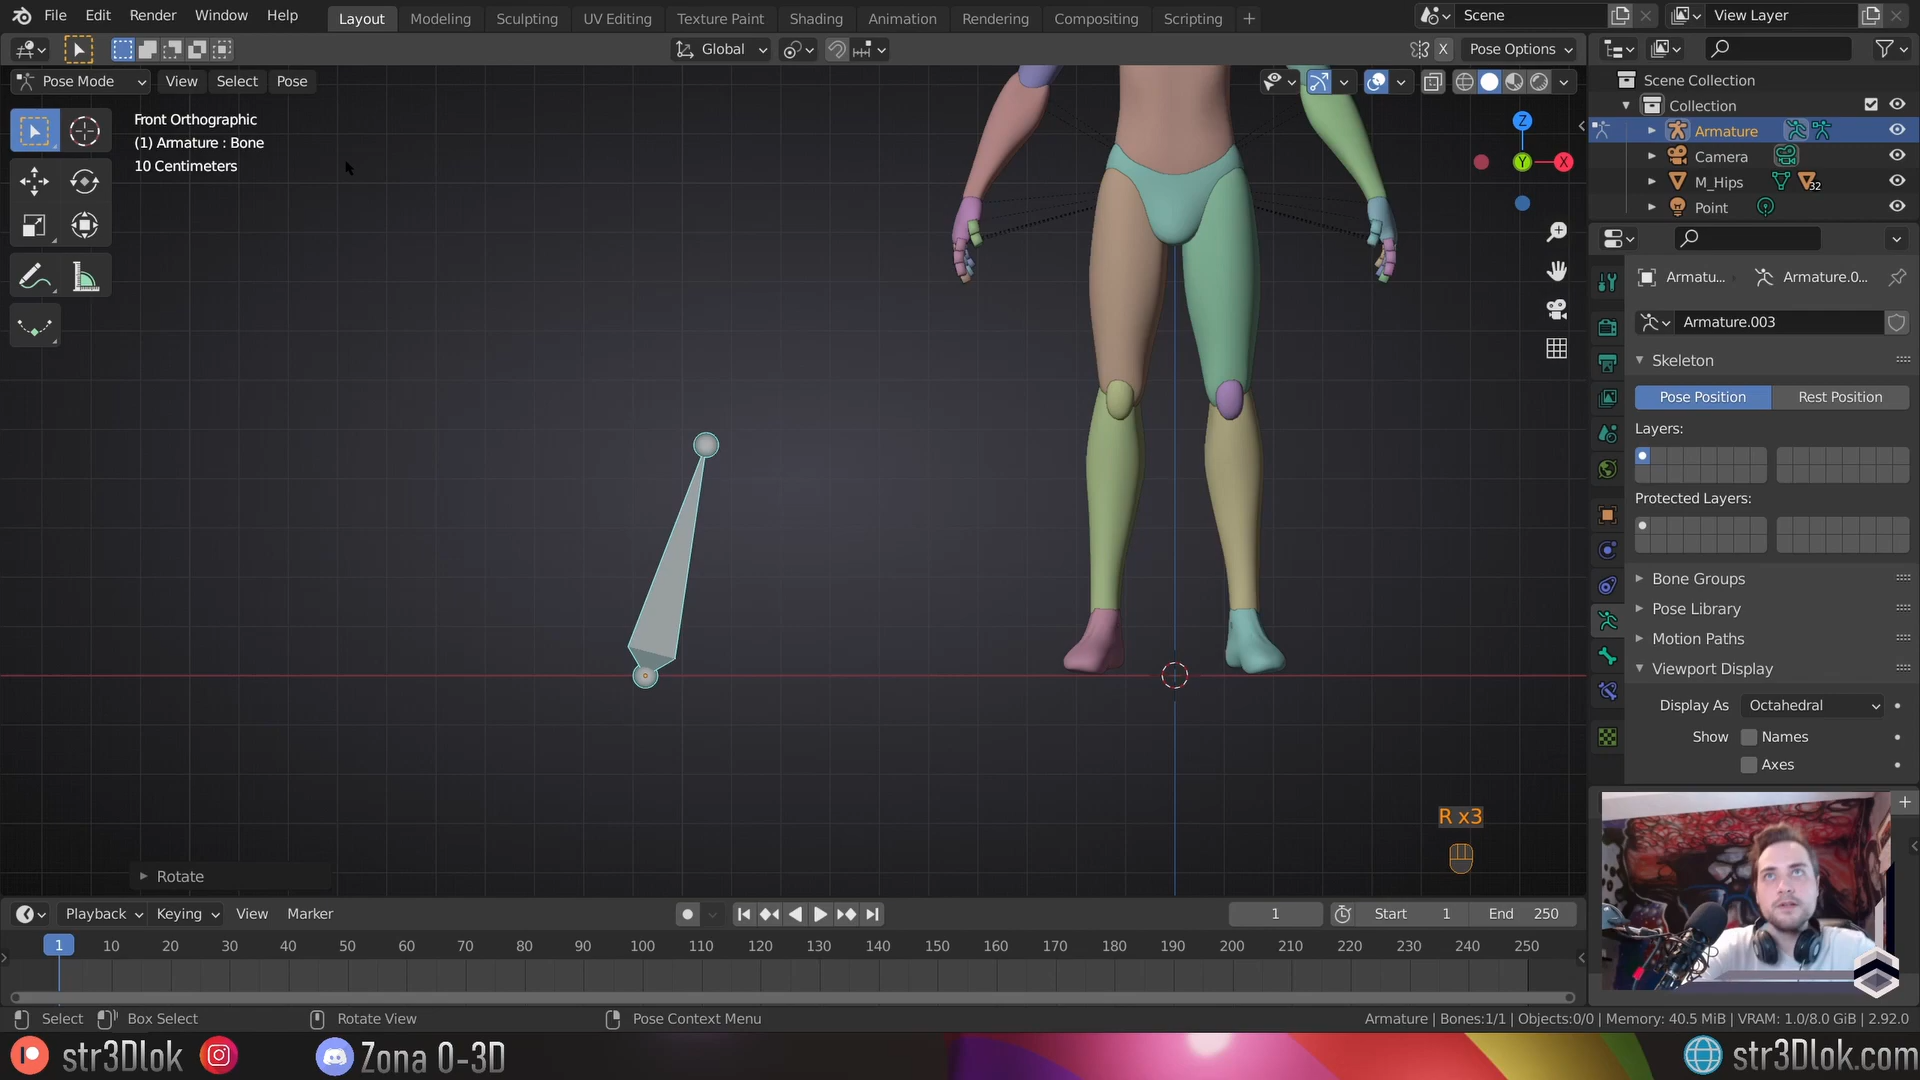 File Edit Render Window Help Layout Modeling Sculpting UV Editing Texture Paint Shading Animation Rendering Compositing Scripting + Scene View Layer
Global X Pose Options
Pose Mode View Select Pose
Front Orthographic
(1) Armature : Bone
10 Centimeters
Z
Y
X
Scene Collection
Collection
Armature
Camera
M_Hips 32
Point
Armatu... Armature.0...
Armature.003
Skeleton
Pose Position Rest Position
Layers:
Protected Layers:
Bone Groups
Pose Library
Motion Paths
Viewport Display
Display As Octahedral
Show Names
Axes
R x3
Rotate
Playback Keying View Marker 1 Start 1 End 250
1 10 20 30 40 50 60 70 80 90 100 110 120 130 140 150 160 170 180 190 200 210 220 230 240 250
Select Box Select Rotate View Pose Context Menu Armature | Bones:1/1 | Objects:0/0 | Memory: 40.5 MiB | VRAM: 1.0/8.0 GiB | 2.92.0
str3Dlok Zona 0-3D str3Dlok.com